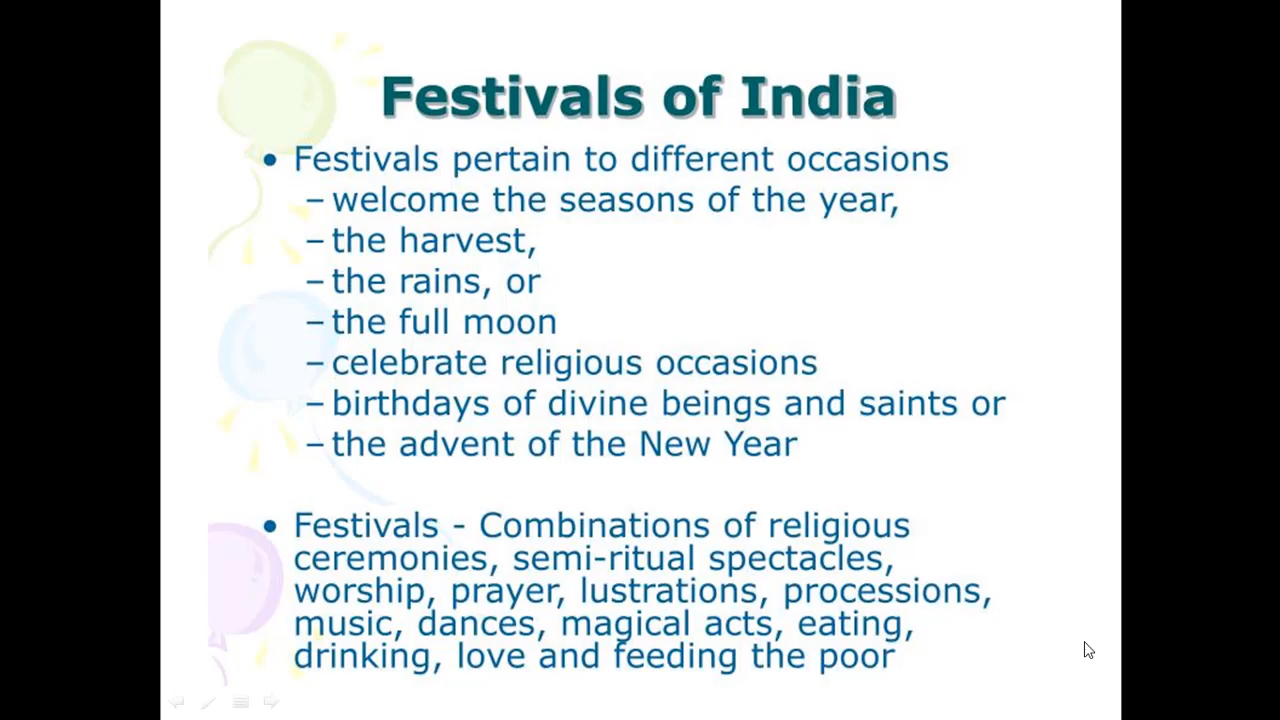 Festivals of India
• Festivals pertain to different occasions
– welcome the seasons of the year,
– the harvest,
– the rains, or
– the full moon
– celebrate religious occasions
– birthdays of divine beings and saints or
– the advent of the New Year
• Festivals - Combinations of religious
ceremonies, semi-ritual spectacles,
worship, prayer, lustrations, processions,
music, dances, magical acts, eating,
drinking, love and feeding the poor